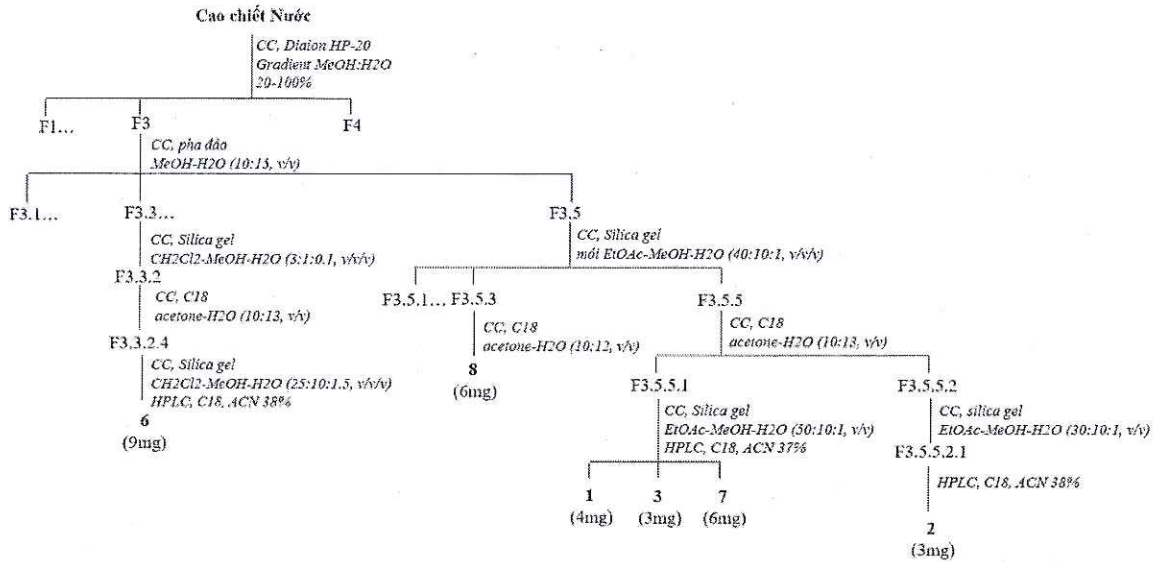 Cao chiết Nước
CC, Diaion HP-20
Gradient MeOH:H2O
20-100%
F1...
F3
F4
CC, pha đảo
MeOH-H2O (10:15, v/v)
F3.1...
F3.3...
F3.5
CC, Silica gel
CH2Cl2-MeOH-H2O (3:1:0.1, v/v/v)
CC, Silica gel
mới EtOAc-MeOH-H2O (40:10:1, v/v/v)
F3.3.2
F3.5.1...
F3.5.3
F3.5.5
CC, C18
acetone-H2O (10:13, v/v)
CC, C18
acetone-H2O (10:12, v/v)
CC, C18
acetone-H2O (10:13, v/v)
F3.3.2.4
8
(6mg)
F3.5.5.1
F3.5.5.2
CC, Silica gel
CH2Cl2-MeOH-H2O (25:10:1.5, v/v/v)
HPLC, C18, ACN 38%
6
(9mg)
CC, Silica gel
EtOAc-MeOH-H2O (50:10:1, v/v)
HPLC, C18, ACN 37%
CC, silica gel
EtOAc-MeOH-H2O (30:10:1, v/v)
F3.5.5.2.1
1
(4mg)
3
(3mg)
7
(6mg)
HPLC, C18, ACN 38%
2
(3mg)